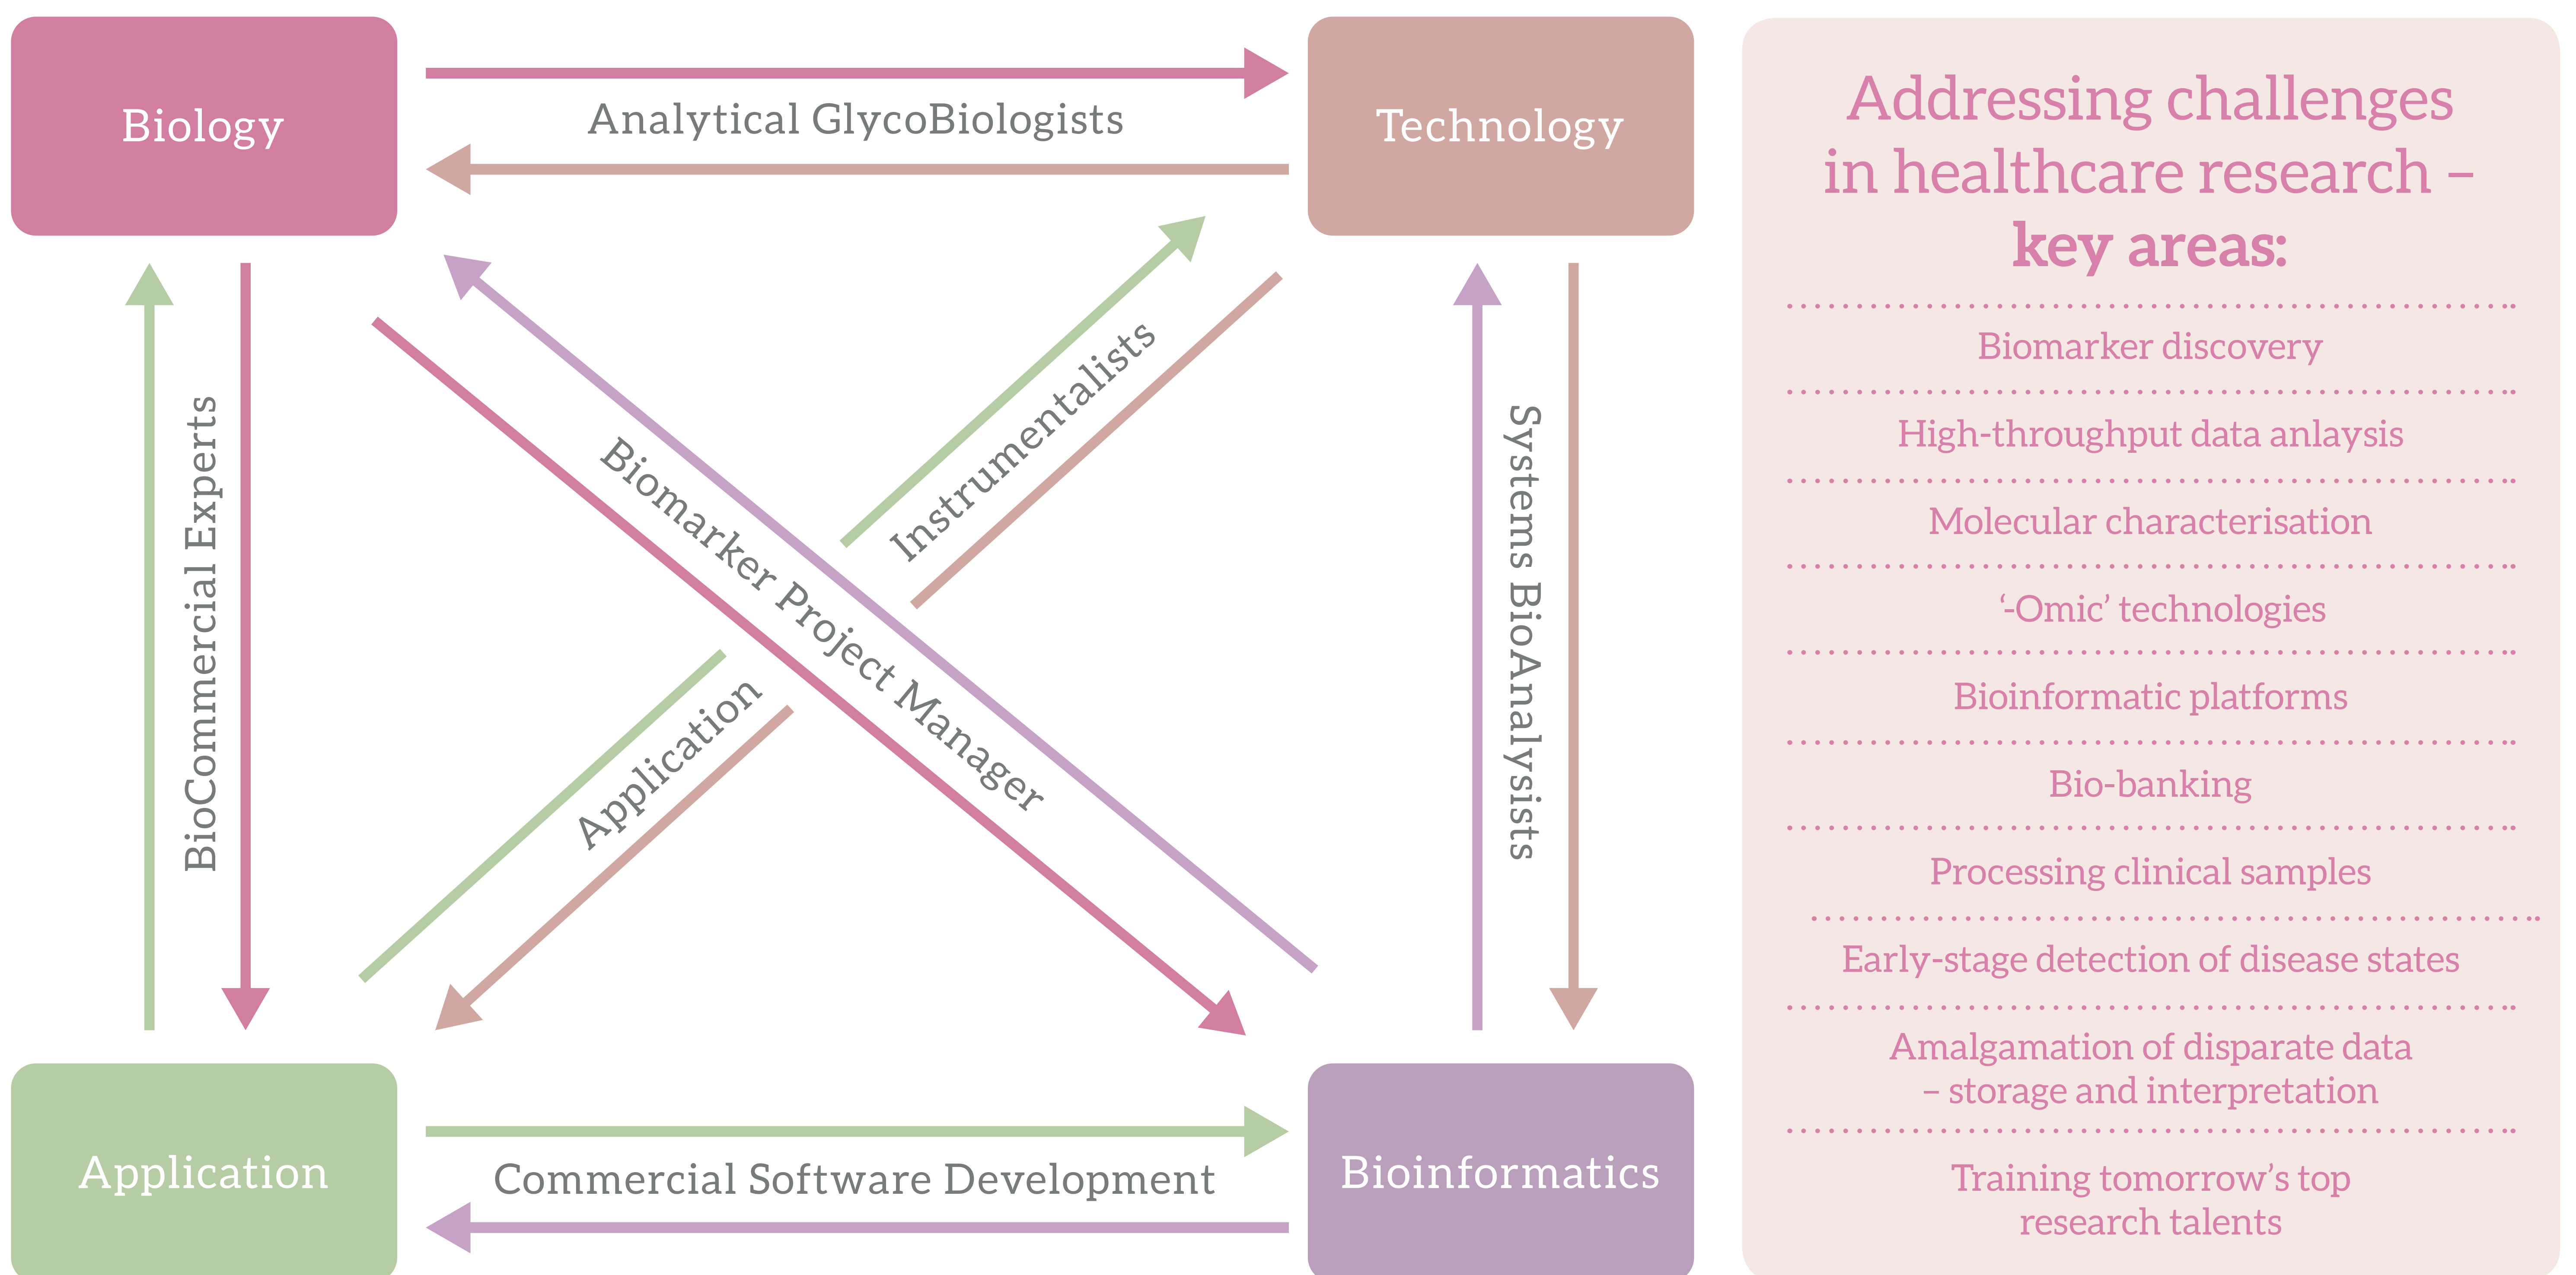 Biology
Analytical GlycoBiologists
Technology
BioCommercial Experts
Biomarker Project Manager
Instrumentalists
Application
Systems BioAnalysists
Application
Commercial Software Development
Bioinformatics
Addressing challenges
in healthcare research –
key areas:
Biomarker discovery
High-throughput data anlaysis
Molecular characterisation
‘-Omic’ technologies
Bioinformatic platforms
Bio-banking
Processing clinical samples
Early-stage detection of disease states
Amalgamation of disparate data
– storage and interpretation
Training tomorrow’s top
research talents